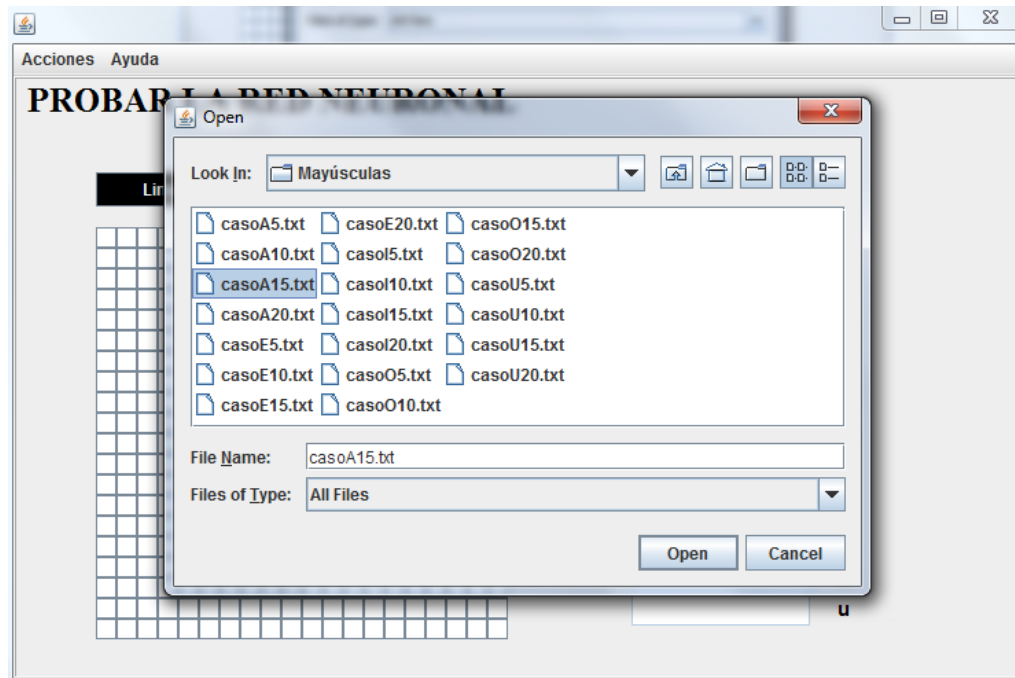 Acciones Ayuda
PROBAR LA RED NEURONAL
Open
Look In: Mayúsculas
casoA5.txt casoE20.txt casoO15.txt
casoA10.txt casoI5.txt casoO20.txt
casoA15.txt casoI10.txt casoU5.txt
casoA20.txt casoI15.txt casoU10.txt
casoE5.txt casoI20.txt casoU15.txt
casoE10.txt casoO5.txt casoU20.txt
casoE15.txt casoO10.txt
File Name: casoA15.txt
Files of Type: All Files
Open Cancel
u